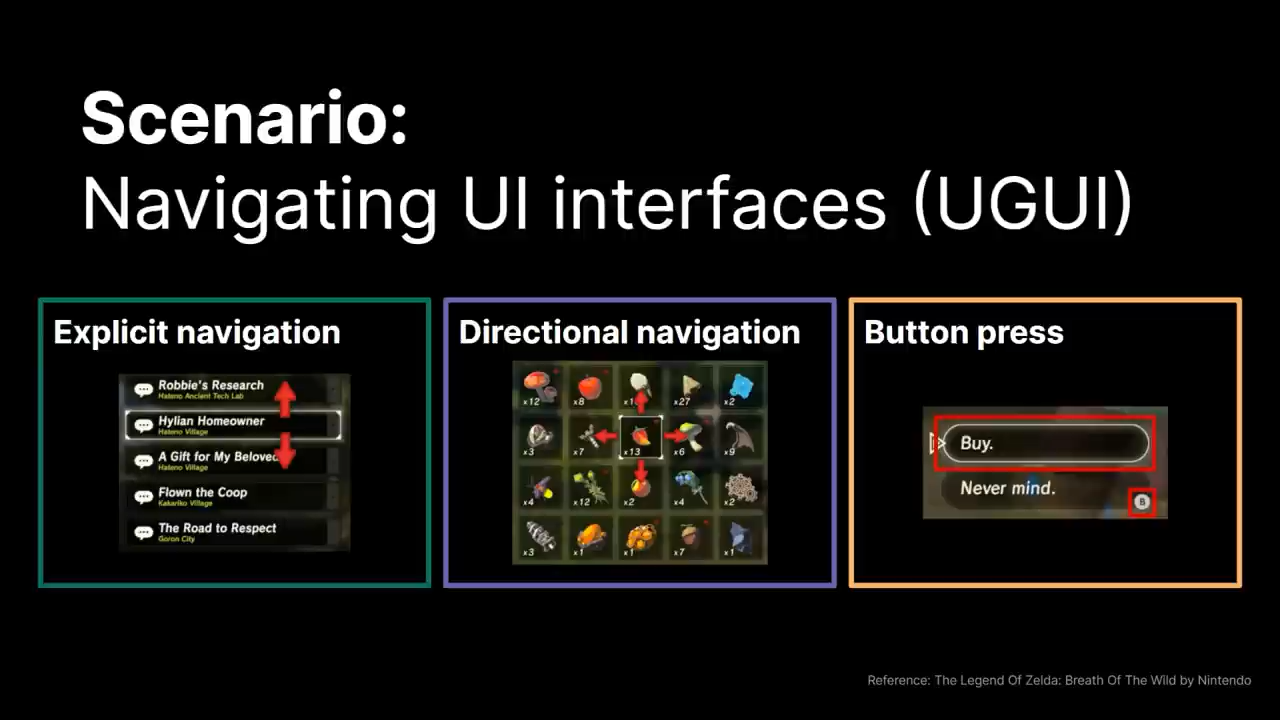 Scenario:
Navigating UI interfaces (UGUI)
Explicit navigation
Robbie's Research
Hateno Ancient Tech Lab
Hylian Homeowner
Hateno Village
A Gift for My Beloved
Hateno Village
Flown the Coop
Kakariko Village
The Road to Respect
Goron City
Directional navigation
x12 x8 x27 x2
x3 x7 x13 x6 x9
x4 x12 x2 x4
x3 x1 x1 x7 x1
Button press
Buy.
Never mind.
B
Reference: The Legend Of Zelda: Breath Of The Wild by Nintendo